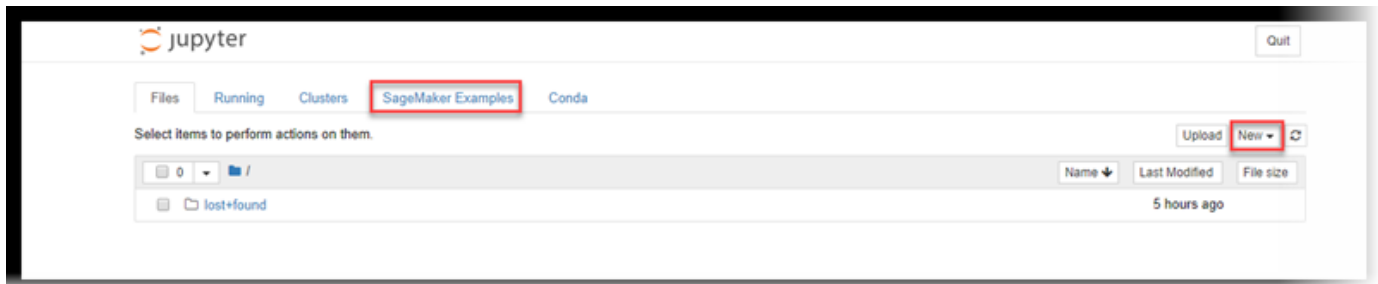 jupyter
Quit
Files Running Clusters SageMaker Examples Conda
Select items to perform actions on them.
Upload New
0 / Name Last Modified File size
lost+found 5 hours ago